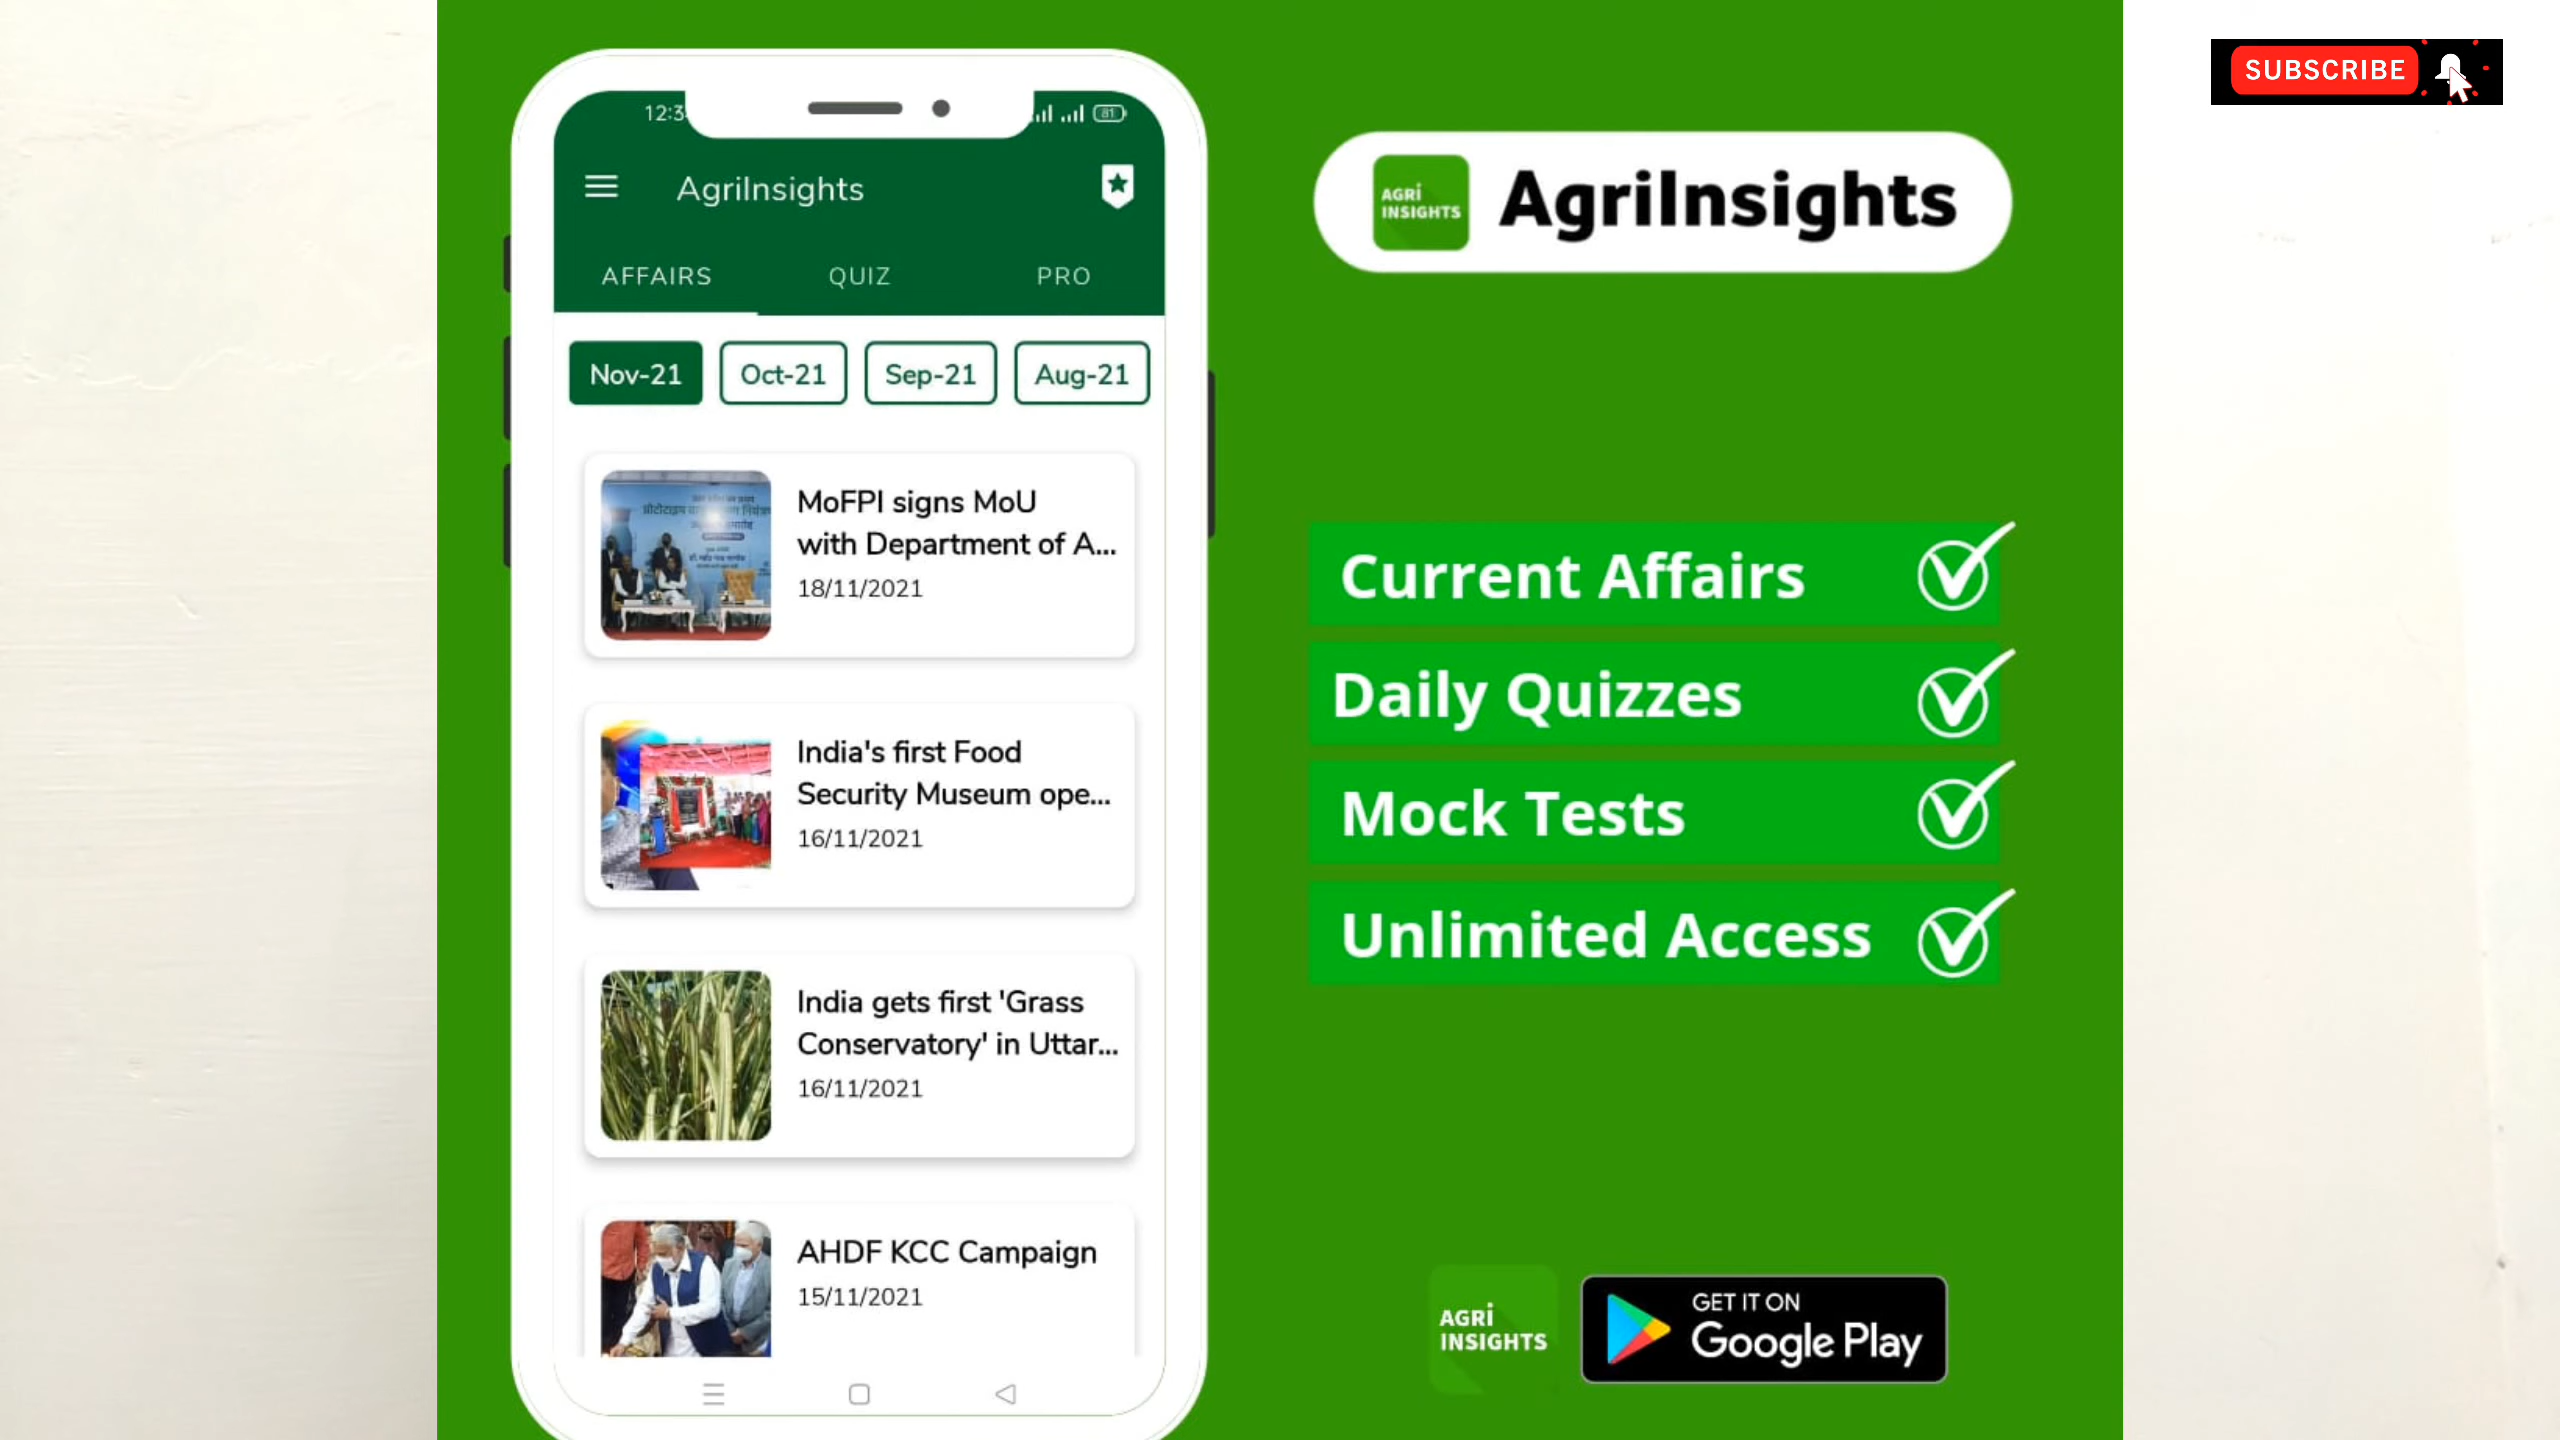 SUBSCRIBE
12:3
81
AgriInsights
AFFAIRS
QUIZ
PRO
Nov-21
Oct-21
Sep-21
Aug-21
MoFPI signs MoU
with Department of A...
18/11/2021
India's first Food
Security Museum ope...
16/11/2021
India gets first 'Grass
Conservatory' in Uttar...
16/11/2021
AHDF KCC Campaign
15/11/2021
AGRi
INSIGHTS
AgriInsights
Current Affairs
Daily Quizzes
Mock Tests
Unlimited Access
AGRi
INSIGHTS
GET IT ON
Google Play